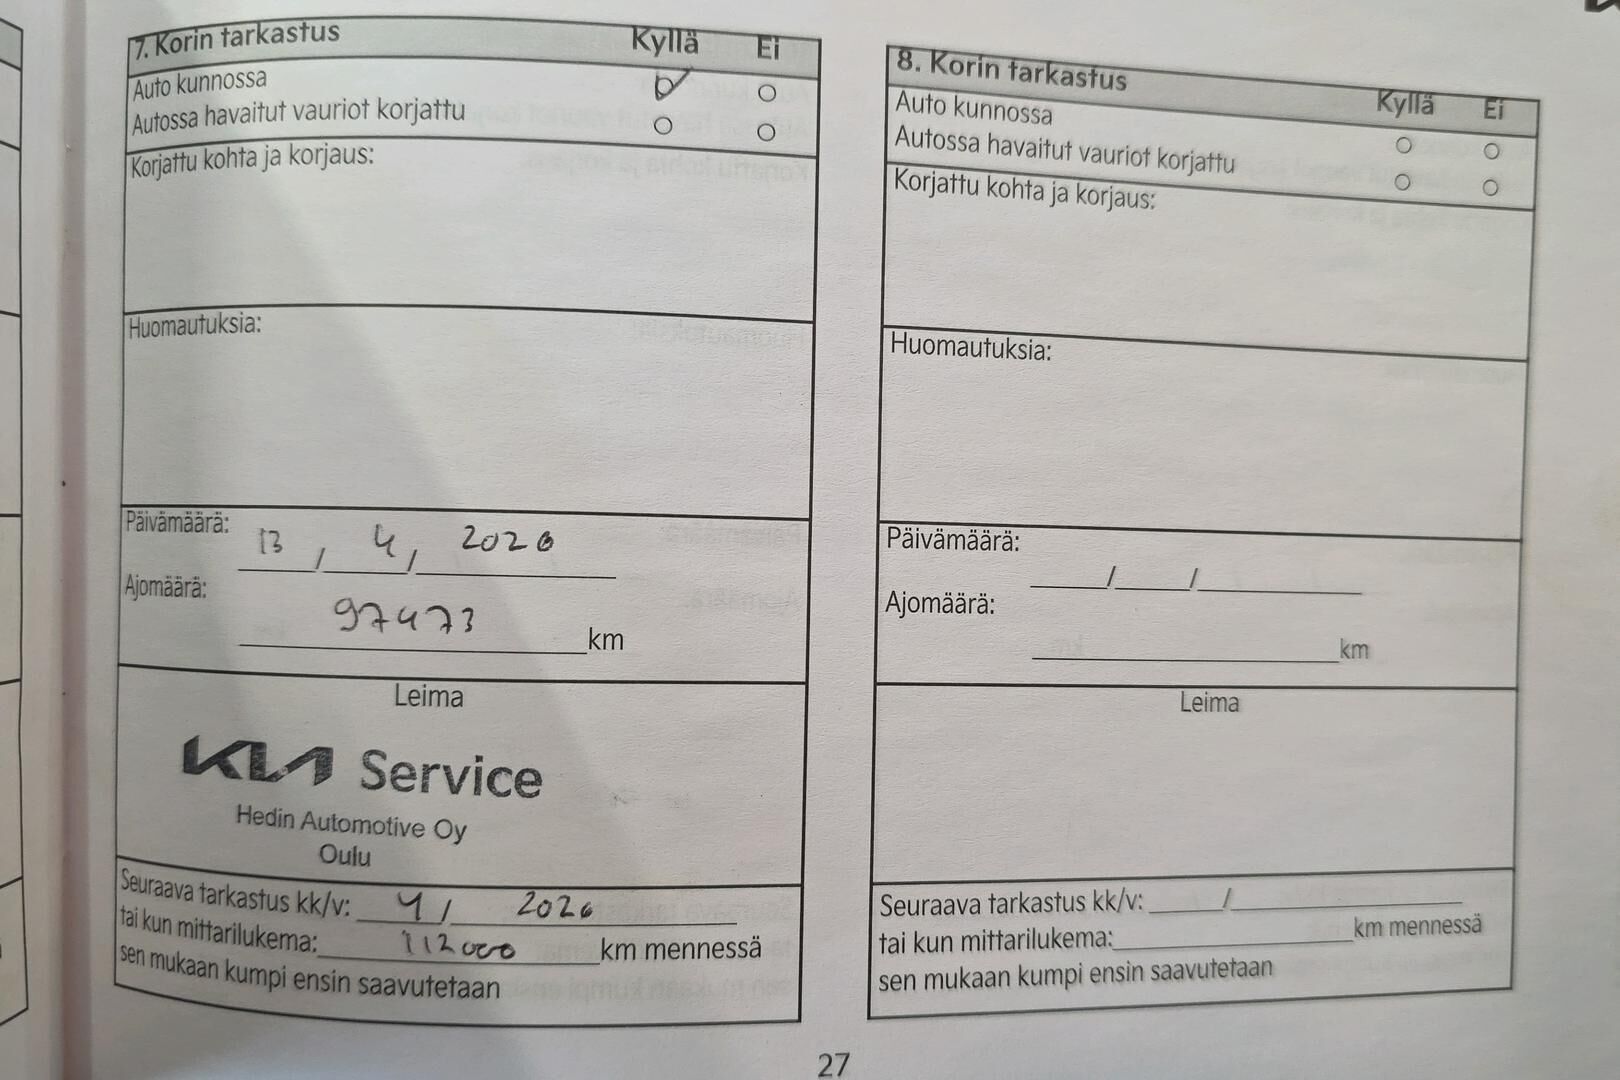 7. Korin tarkastus Kyllä Ei
Auto kunnossa
Autossa havaitut vauriot korjattu
Korjattu kohta ja korjaus:
Huomautuksia:
Päivämäärä: 13 / 4 / 2026
Ajomäärä: 97473 km
Leima
KIA Service
Hedin Automotive Oy
Oulu
Seuraava tarkastus kk/v: 4 / 2026
tai kun mittarilukema: 112000 km mennessä
sen mukaan kumpi ensin saavutetaan
8. Korin tarkastus Kyllä Ei
Auto kunnossa
Autossa havaitut vauriot korjattu
Korjattu kohta ja korjaus:
Huomautuksia:
Päivämäärä: / /
Ajomäärä: km
Leima
Seuraava tarkastus kk/v: /
tai kun mittarilukema: km mennessä
sen mukaan kumpi ensin saavutetaan
27